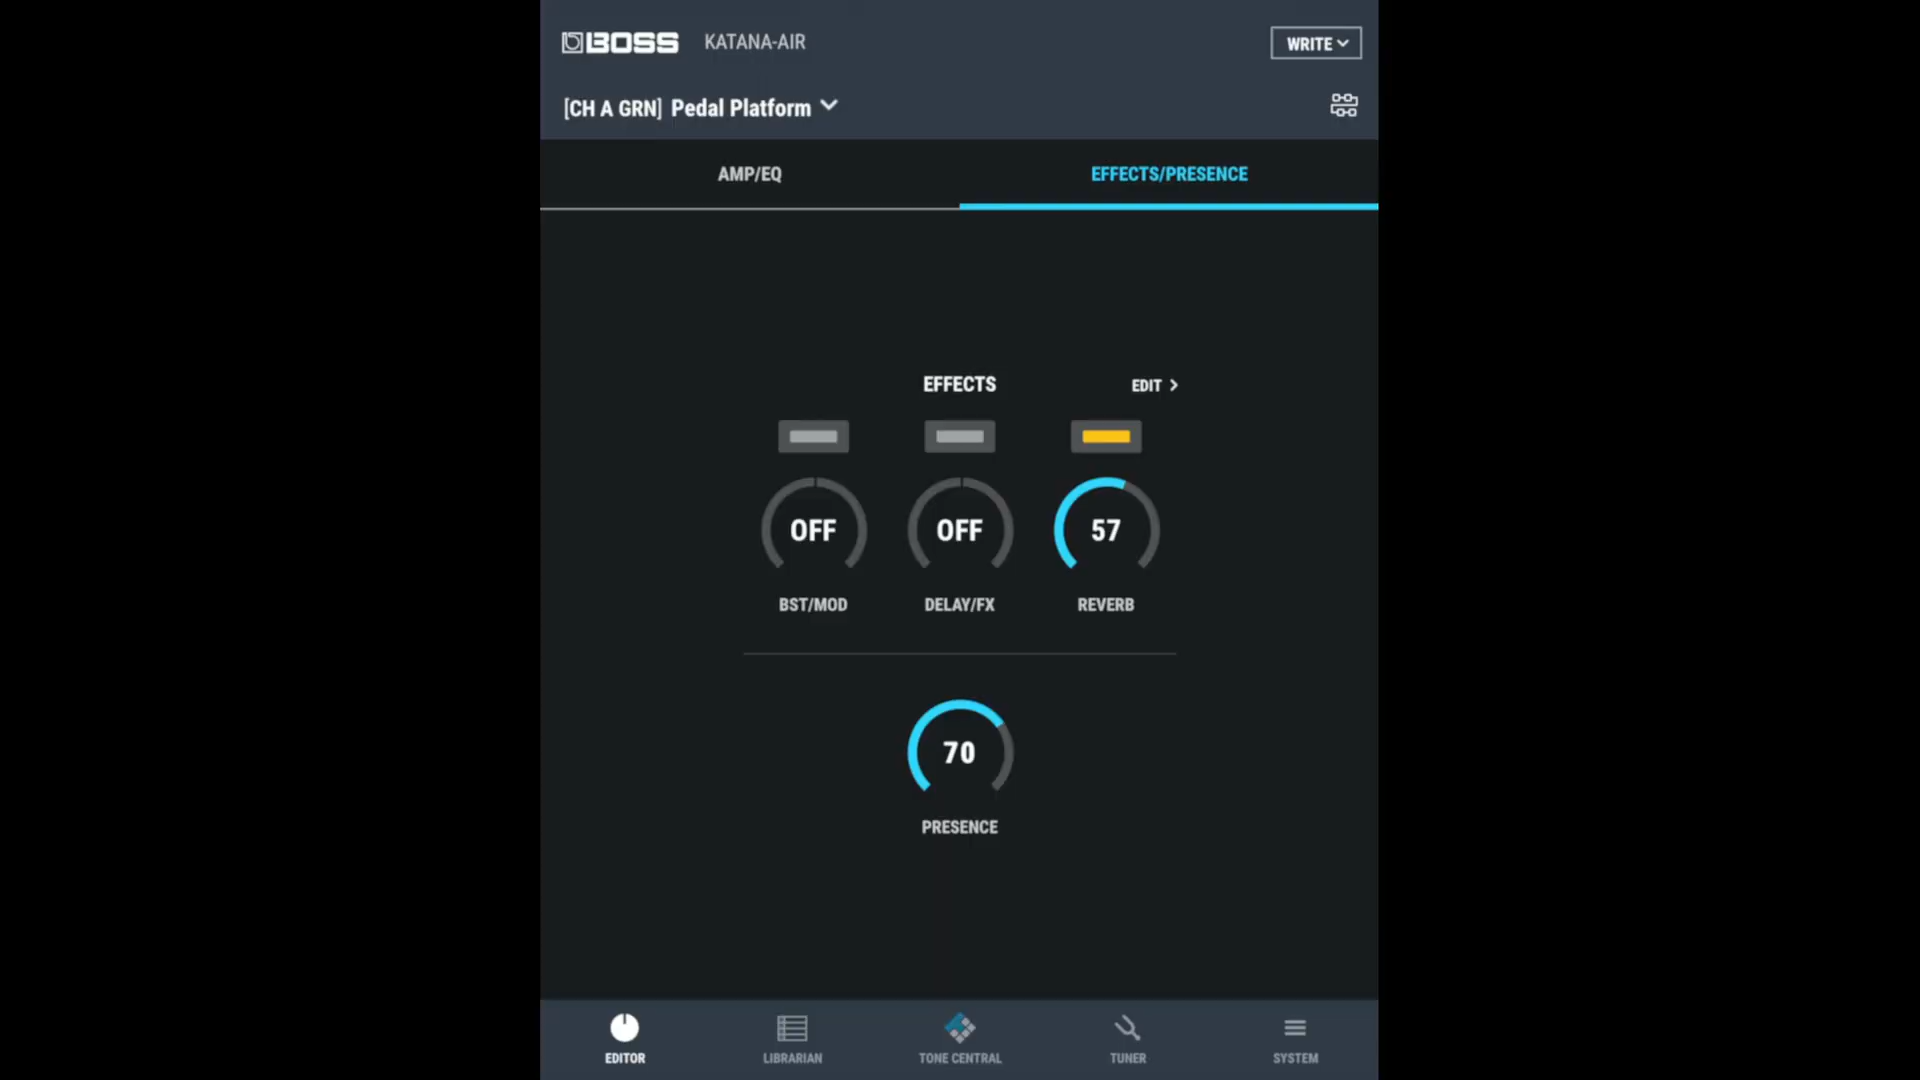 BOSS KATANA-AIR WRITE
[CH A GRN] Pedal Platform
AMP/EQ EFFECTS/PRESENCE
EFFECTS EDIT
OFF OFF 57
BST/MOD DELAY/FX REVERB
70
PRESENCE
EDITOR LIBRARIAN TONE CENTRAL TUNER SYSTEM